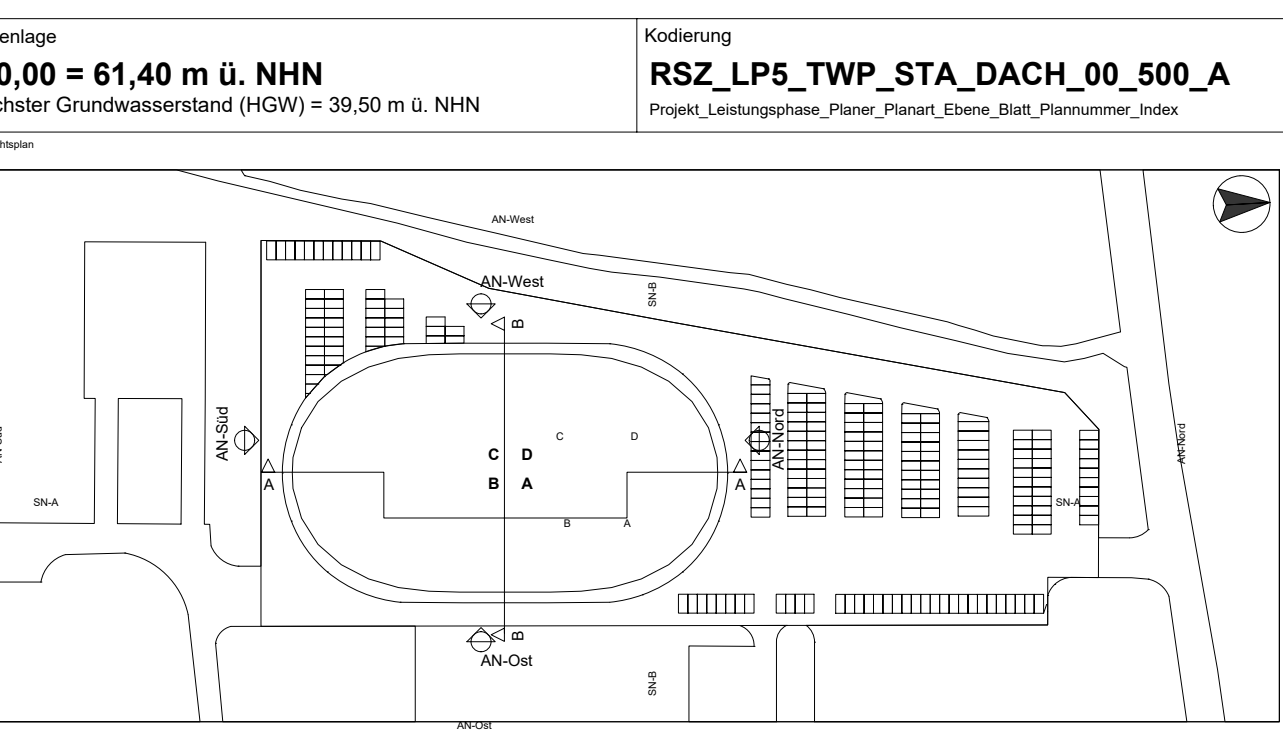 enlage
0,00 = 61,40 m ü. NHN
chster Grundwasserstand (HGW) = 39,50 m ü. NHN
Kodierung
RSZ_LP5_TWP_STA_DACH_00_500_A
Projekt_Leistungsphase_Planer_Planart_Ebene_Blatt_Plannummer_Index
htsplan
AN-West
AN-West
SN-B
B
AN-Süd
AN-Nord
AN-Nord
C D
C D
B A
A
A
SN-A
SN-A
B A
B
AN-Ost
SN-B
AN-Ost